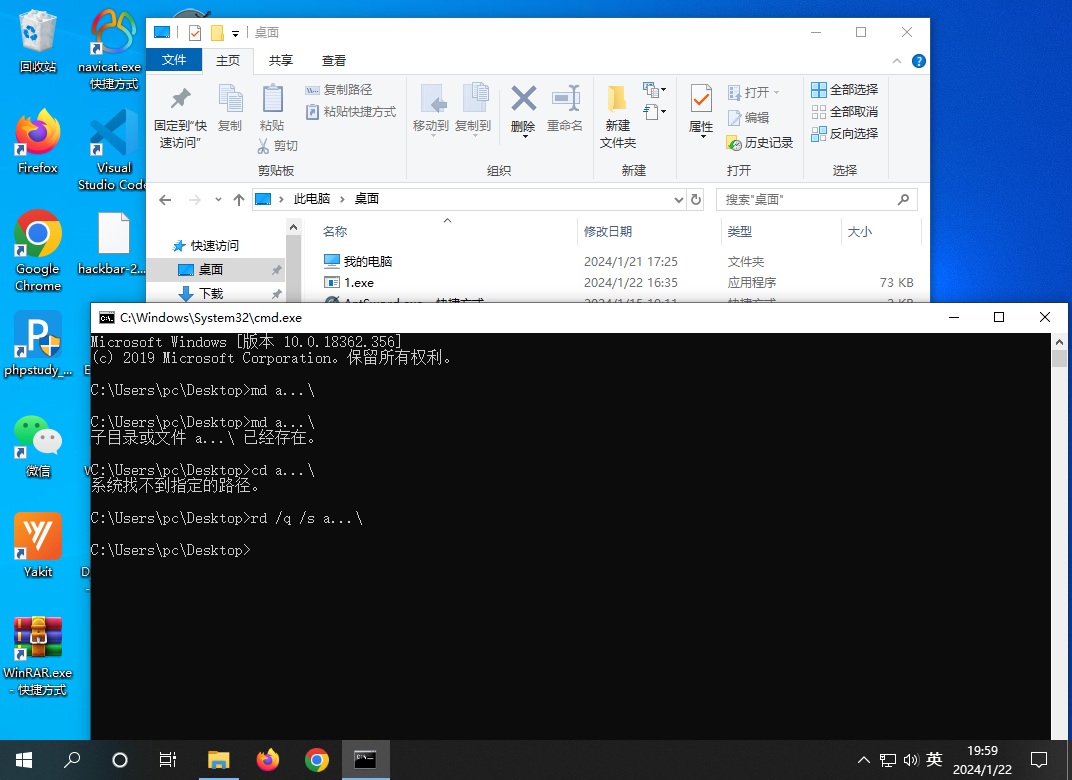 回收站
navicat.exe
快捷方式
Firefox
Visual
Studio Code
Google
Chrome
hackbar-2...
phpstudy_...
微信
Yakit
WinRAR.exe
- 快捷方式
桌面
文件 主页 共享 查看
固定到"快
速访问"
复制
粘贴
复制路径
粘贴快捷方式
剪切
剪贴板
移动到 复制到 删除 重命名
组织
新建
文件夹
新建
属性
打开
编辑
历史记录
打开
全部选择
全部取消
反向选择
选择
此电脑 › 桌面
搜索"桌面"
快速访问
桌面
下载
名称 修改日期 类型 大小
我的电脑 2024/1/21 17:25 文件夹
1.exe 2024/1/22 16:35 应用程序 73 KB
C:\Windows\System32\cmd.exe
Microsoft Windows [版本 10.0.18362.356]
(c) 2019 Microsoft Corporation。保留所有权利。
C:\Users\pc\Desktop>md a...\
C:\Users\pc\Desktop>md a...\
子目录或文件 a...\ 已经存在。
C:\Users\pc\Desktop>cd a...\
系统找不到指定的路径。
C:\Users\pc\Desktop>rd /q /s a...\
C:\Users\pc\Desktop>
英
19:59
2024/1/22